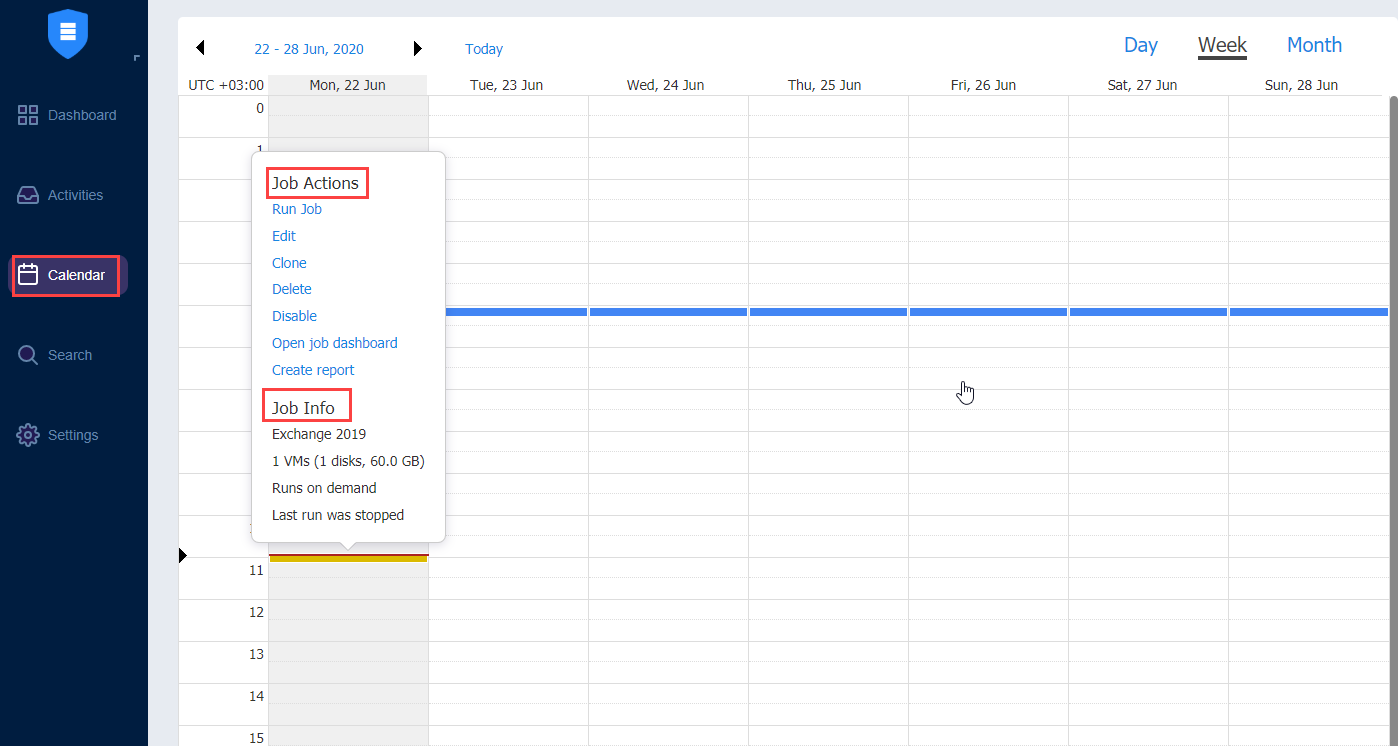 22 - 28 Jun, 2020
Today
Day
Week
Month
UTC +03:00
Mon, 22 Jun
Tue, 23 Jun
Wed, 24 Jun
Thu, 25 Jun
Fri, 26 Jun
Sat, 27 Jun
Sun, 28 Jun
Dashboard
Activities
Calendar
Search
Settings
0
1
Job Actions
Run Job
Edit
Clone
Delete
Disable
Open job dashboard
Create report
Job Info
Exchange 2019
1 VMs (1 disks, 60.0 GB)
Runs on demand
Last run was stopped
11
12
13
14
15